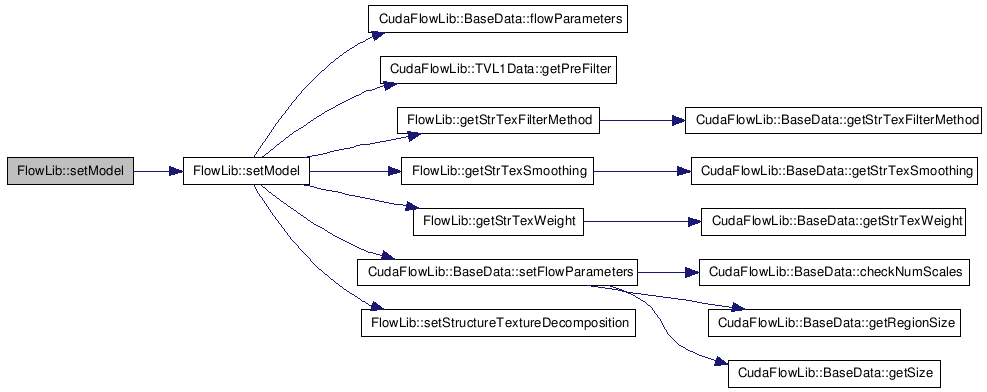 CudaFlowLib::BaseData::flowParameters
CudaFlowLib::TVL1Data::getPreFilter
FlowLib::getStrTexFilterMethod
CudaFlowLib::BaseData::getStrTexFilterMethod
FlowLib::setModel
FlowLib::setModel
FlowLib::getStrTexSmoothing
CudaFlowLib::BaseData::getStrTexSmoothing
FlowLib::getStrTexWeight
CudaFlowLib::BaseData::getStrTexWeight
CudaFlowLib::BaseData::setFlowParameters
CudaFlowLib::BaseData::checkNumScales
FlowLib::setStructureTextureDecomposition
CudaFlowLib::BaseData::getRegionSize
CudaFlowLib::BaseData::getSize